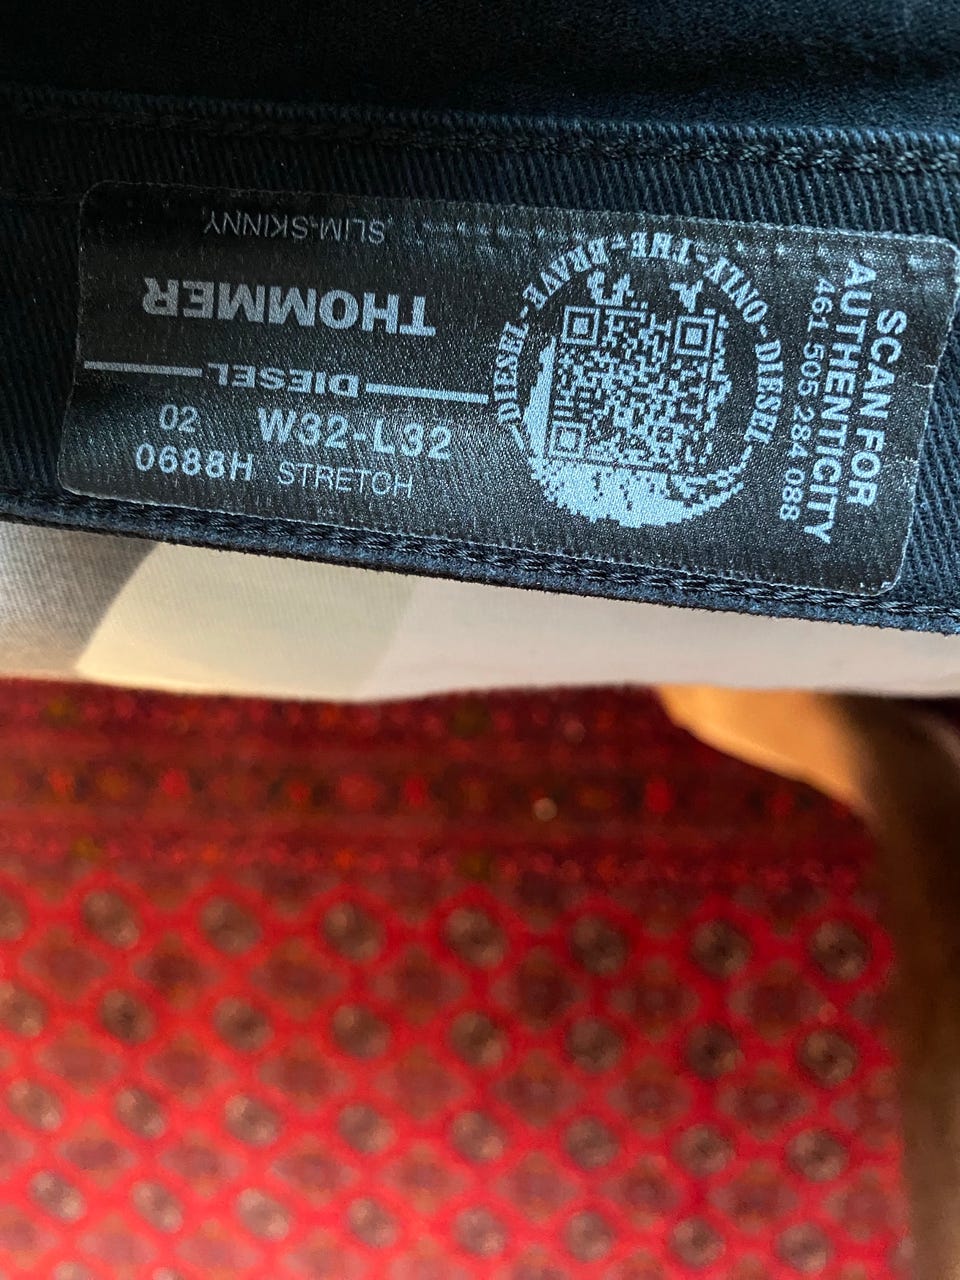 SLIM-SKINNY
THOMMER
DIESEL
02 W32-L32
0688H STRETCH
DIESEL-ONLY-THE-BRAVE-DIESEL
SCAN FOR
AUTHENTICITY
461 505 284 088